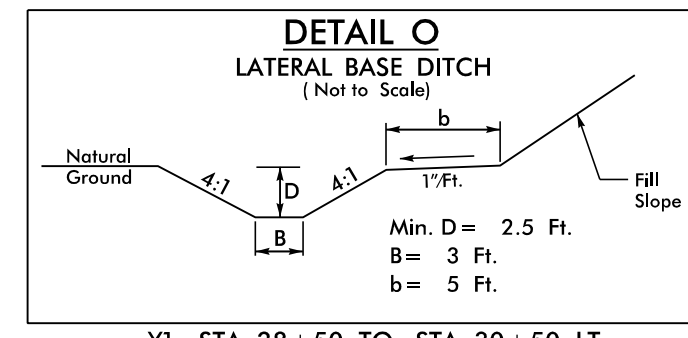 DETAIL O
LATERAL BASE DITCH
( Not to Scale)
b
Natural
Ground
4:1
D
4:1
1"/Ft.
Fill
Slope
B
Min. D = 2.5 Ft.
B= 3 Ft.
b= 5 Ft.